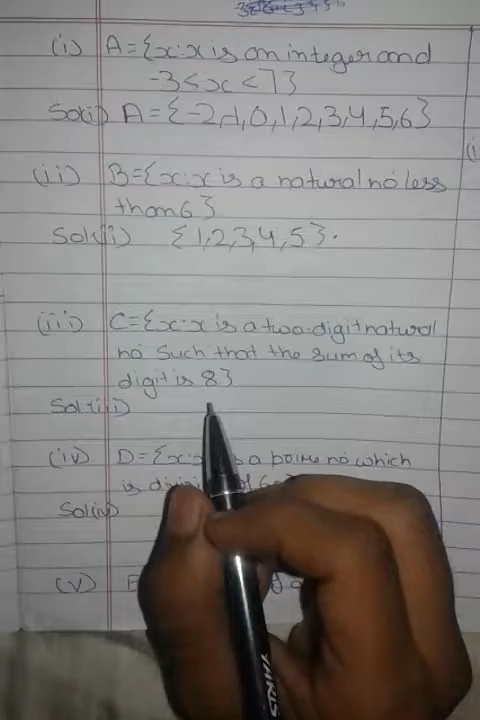 (i) A={x:x is an integer and
-3<x<7}
Sol(i) A={-2,-1,0,1,2,3,4,5,6}
(ii) B={x:x is a natural no less
than 6}
Sol(ii) {1,2,3,4,5}.
(iii) C={x:x is a two-digit natural
no such that the sum of its
digit is 8}
Sol(iii)
(iv) D={x: a no which
is
Sol(iv)
(v) E